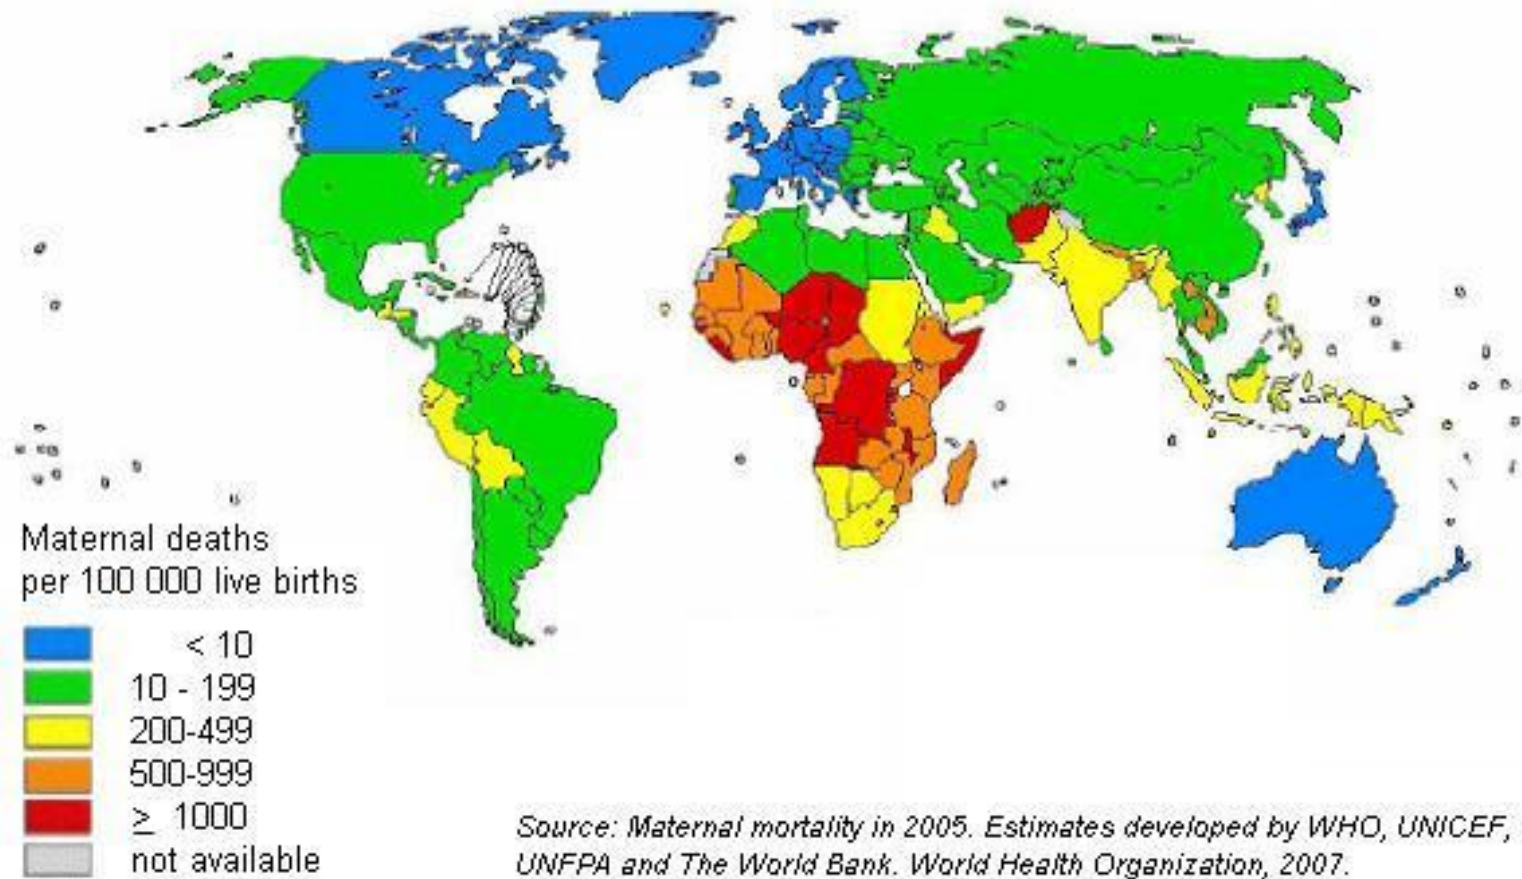 Maternal deaths
per 100 000 live births
< 10
10 - 199
200-499
500-999
≥ 1000
not available
Source: Maternal mortality in 2005. Estimates developed by WHO, UNICEF,
UNFPA and The World Bank. World Health Organization, 2007.